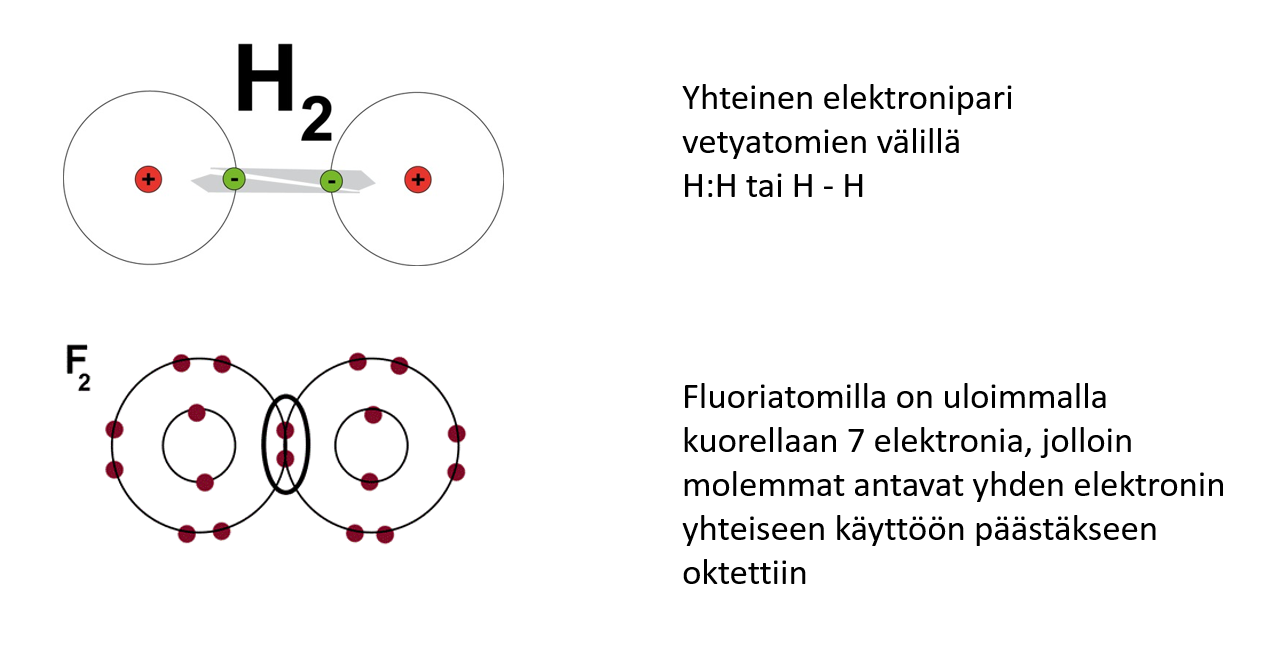 H2
+
-
-
+
Yhteinen elektronipari
vetyatomien välillä
H:H tai H - H
F2
Fluoriatomilla on uloimmalla
kuorellaan 7 elektronia, jolloin
molemmat antavat yhden elektronin
yhteiseen käyttöön päästäkseen
oktettiin